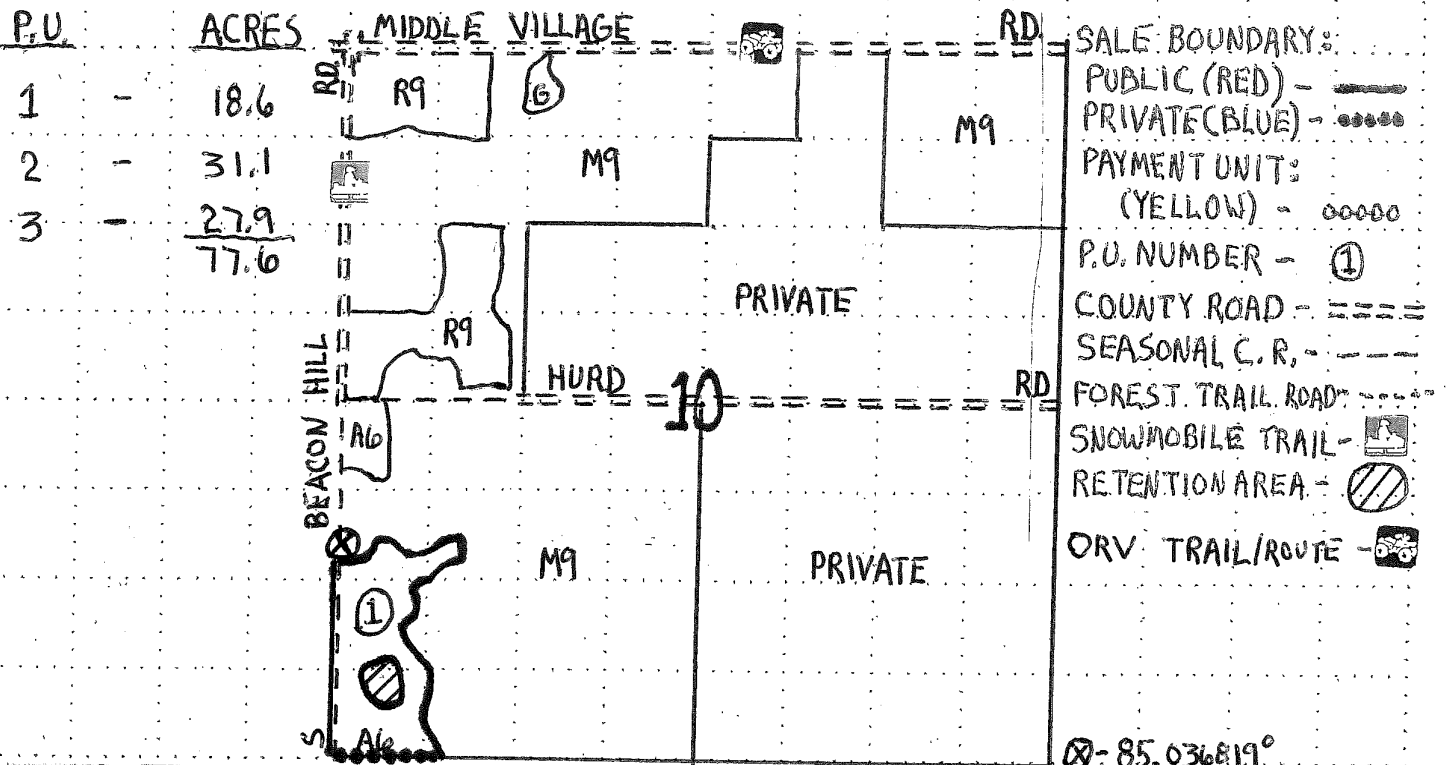 P.U. ACRES
1 - 18.6
2 - 31.1
3 - 27.9
77.6
MIDDLE VILLAGE RD.
RD.
R9
G
M9
M9
R9
PRIVATE
HURD RD
10
BEACON HILL
A6
M9
PRIVATE
1
S
A6
SALE BOUNDARY:
PUBLIC (RED) -
PRIVATE (BLUE) -
PAYMENT UNIT:
(YELLOW) - ooooo
P.U. NUMBER - 1
COUNTY ROAD -
SEASONAL C.R. -
FOREST TRAIL ROAD -
SNOWMOBILE TRAIL -
RETENTION AREA -
ORV TRAIL/ROUTE -
⊗ - 85.036819°